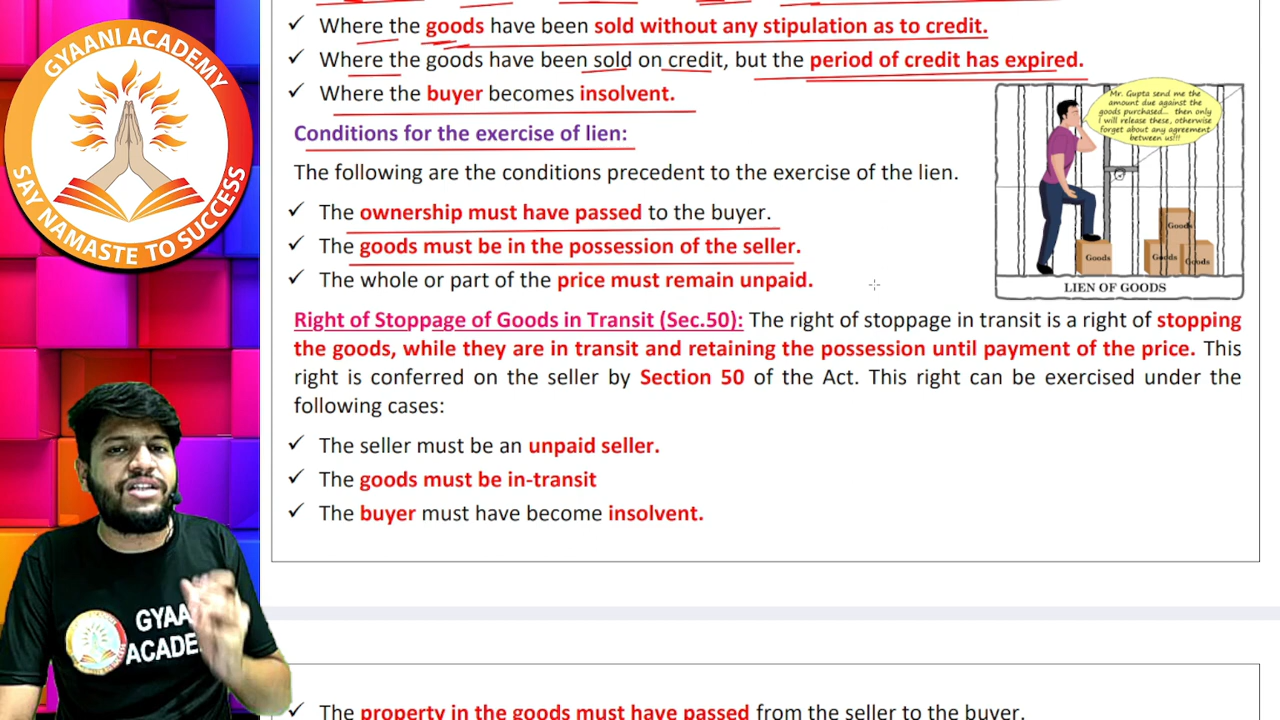 GYAANI ACADEMY
SAY NAMASTE TO SUCCESS
✓ Where the goods have been sold without any stipulation as to credit.
✓ Where the goods have been sold on credit, but the period of credit has expired.
✓ Where the buyer becomes insolvent.
Mr. Gupta send me the
amount due against the
goods purchased... then only
I will release these, otherwise
forget about any agreement
between us!!!
Conditions for the exercise of lien:
The following are the conditions precedent to the exercise of the lien.
✓ The ownership must have passed to the buyer.
✓ The goods must be in the possession of the seller.
✓ The whole or part of the price must remain unpaid.
Goods
Goods
Goods
Goods
LIEN OF GOODS
Right of Stoppage of Goods in Transit (Sec.50): The right of stoppage in transit is a right of stopping
the goods, while they are in transit and retaining the possession until payment of the price. This
right is conferred on the seller by Section 50 of the Act. This right can be exercised under the
following cases:
✓ The seller must be an unpaid seller.
✓ The goods must be in-transit
✓ The buyer must have become insolvent.
GYAA
ACADE
✓ The property in the goods must have passed from the seller to the buyer.